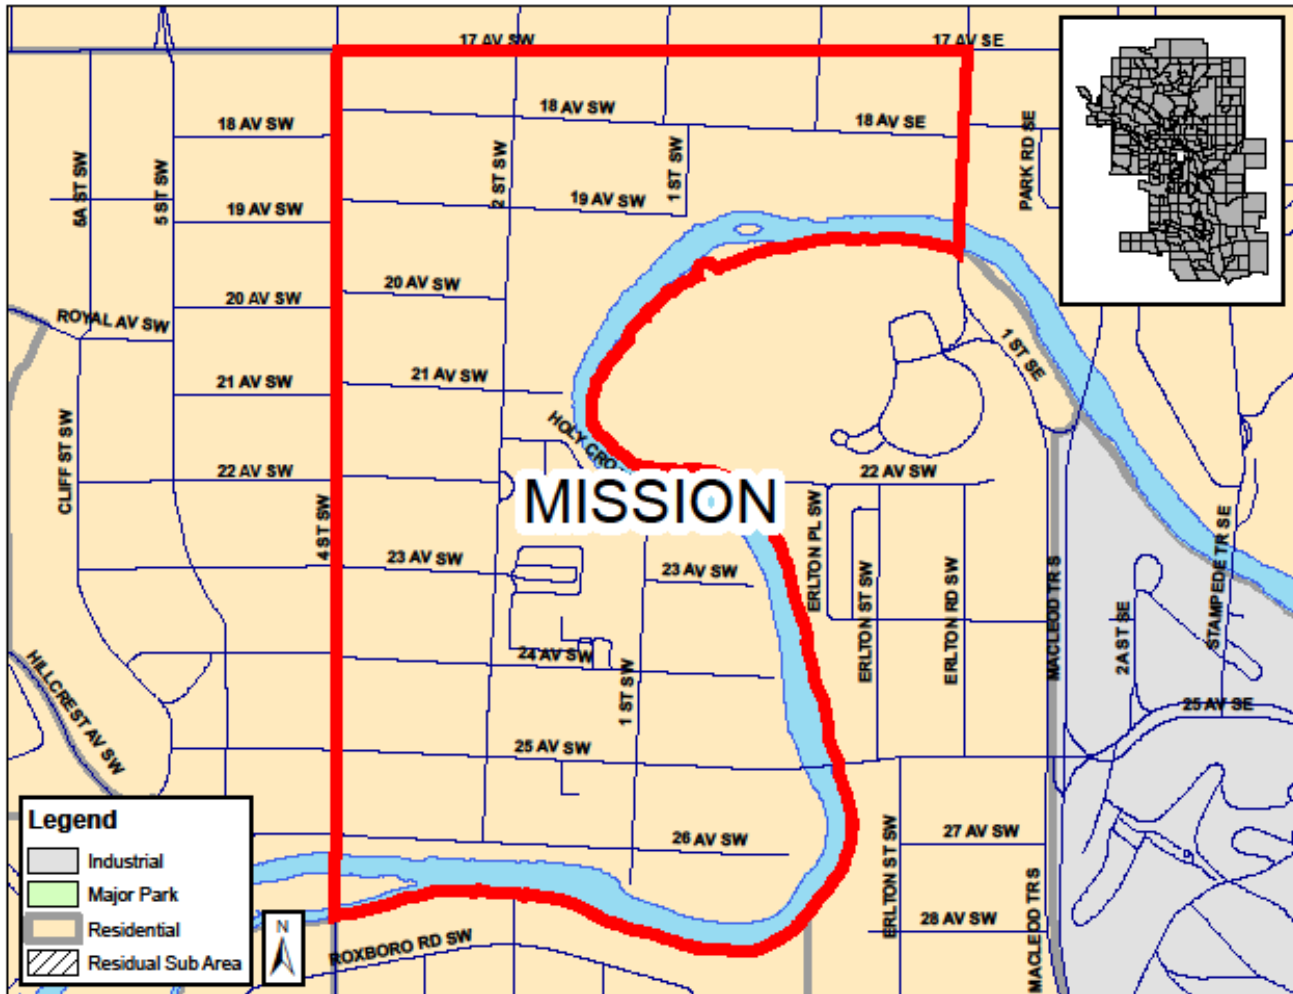 17 AV SW
17 AV SE
18 AV SW
18 AV SE
18 AV SW
PARK RD SE
5A ST SW
5 ST SW
2 ST SW
1 ST SW
19 AV SW
19 AV SW
20 AV SW
20 AV SW
ROYAL AV SW
1 ST SE
21 AV SW
21 AV SW
HOLY CRO
CLIFF ST SW
22 AV SW
22 AV SW
MISSION
4 ST SW
ERLTON PL SW
STAMPEDE TR SE
23 AV SW
23 AV SW
ERLTON ST SW
ERLTON RD SW
MACLEOD TR S
2A ST SE
24 AV SW
1 ST SW
HILLCREST AV SW
25 AV SE
25 AV SW
26 AV SW
27 AV SW
ERLTON ST SW
28 AV SW
MACLEOD TR S
ROXBORO RD SW
Legend
Industrial
Major Park
Residential
Residual Sub Area
N